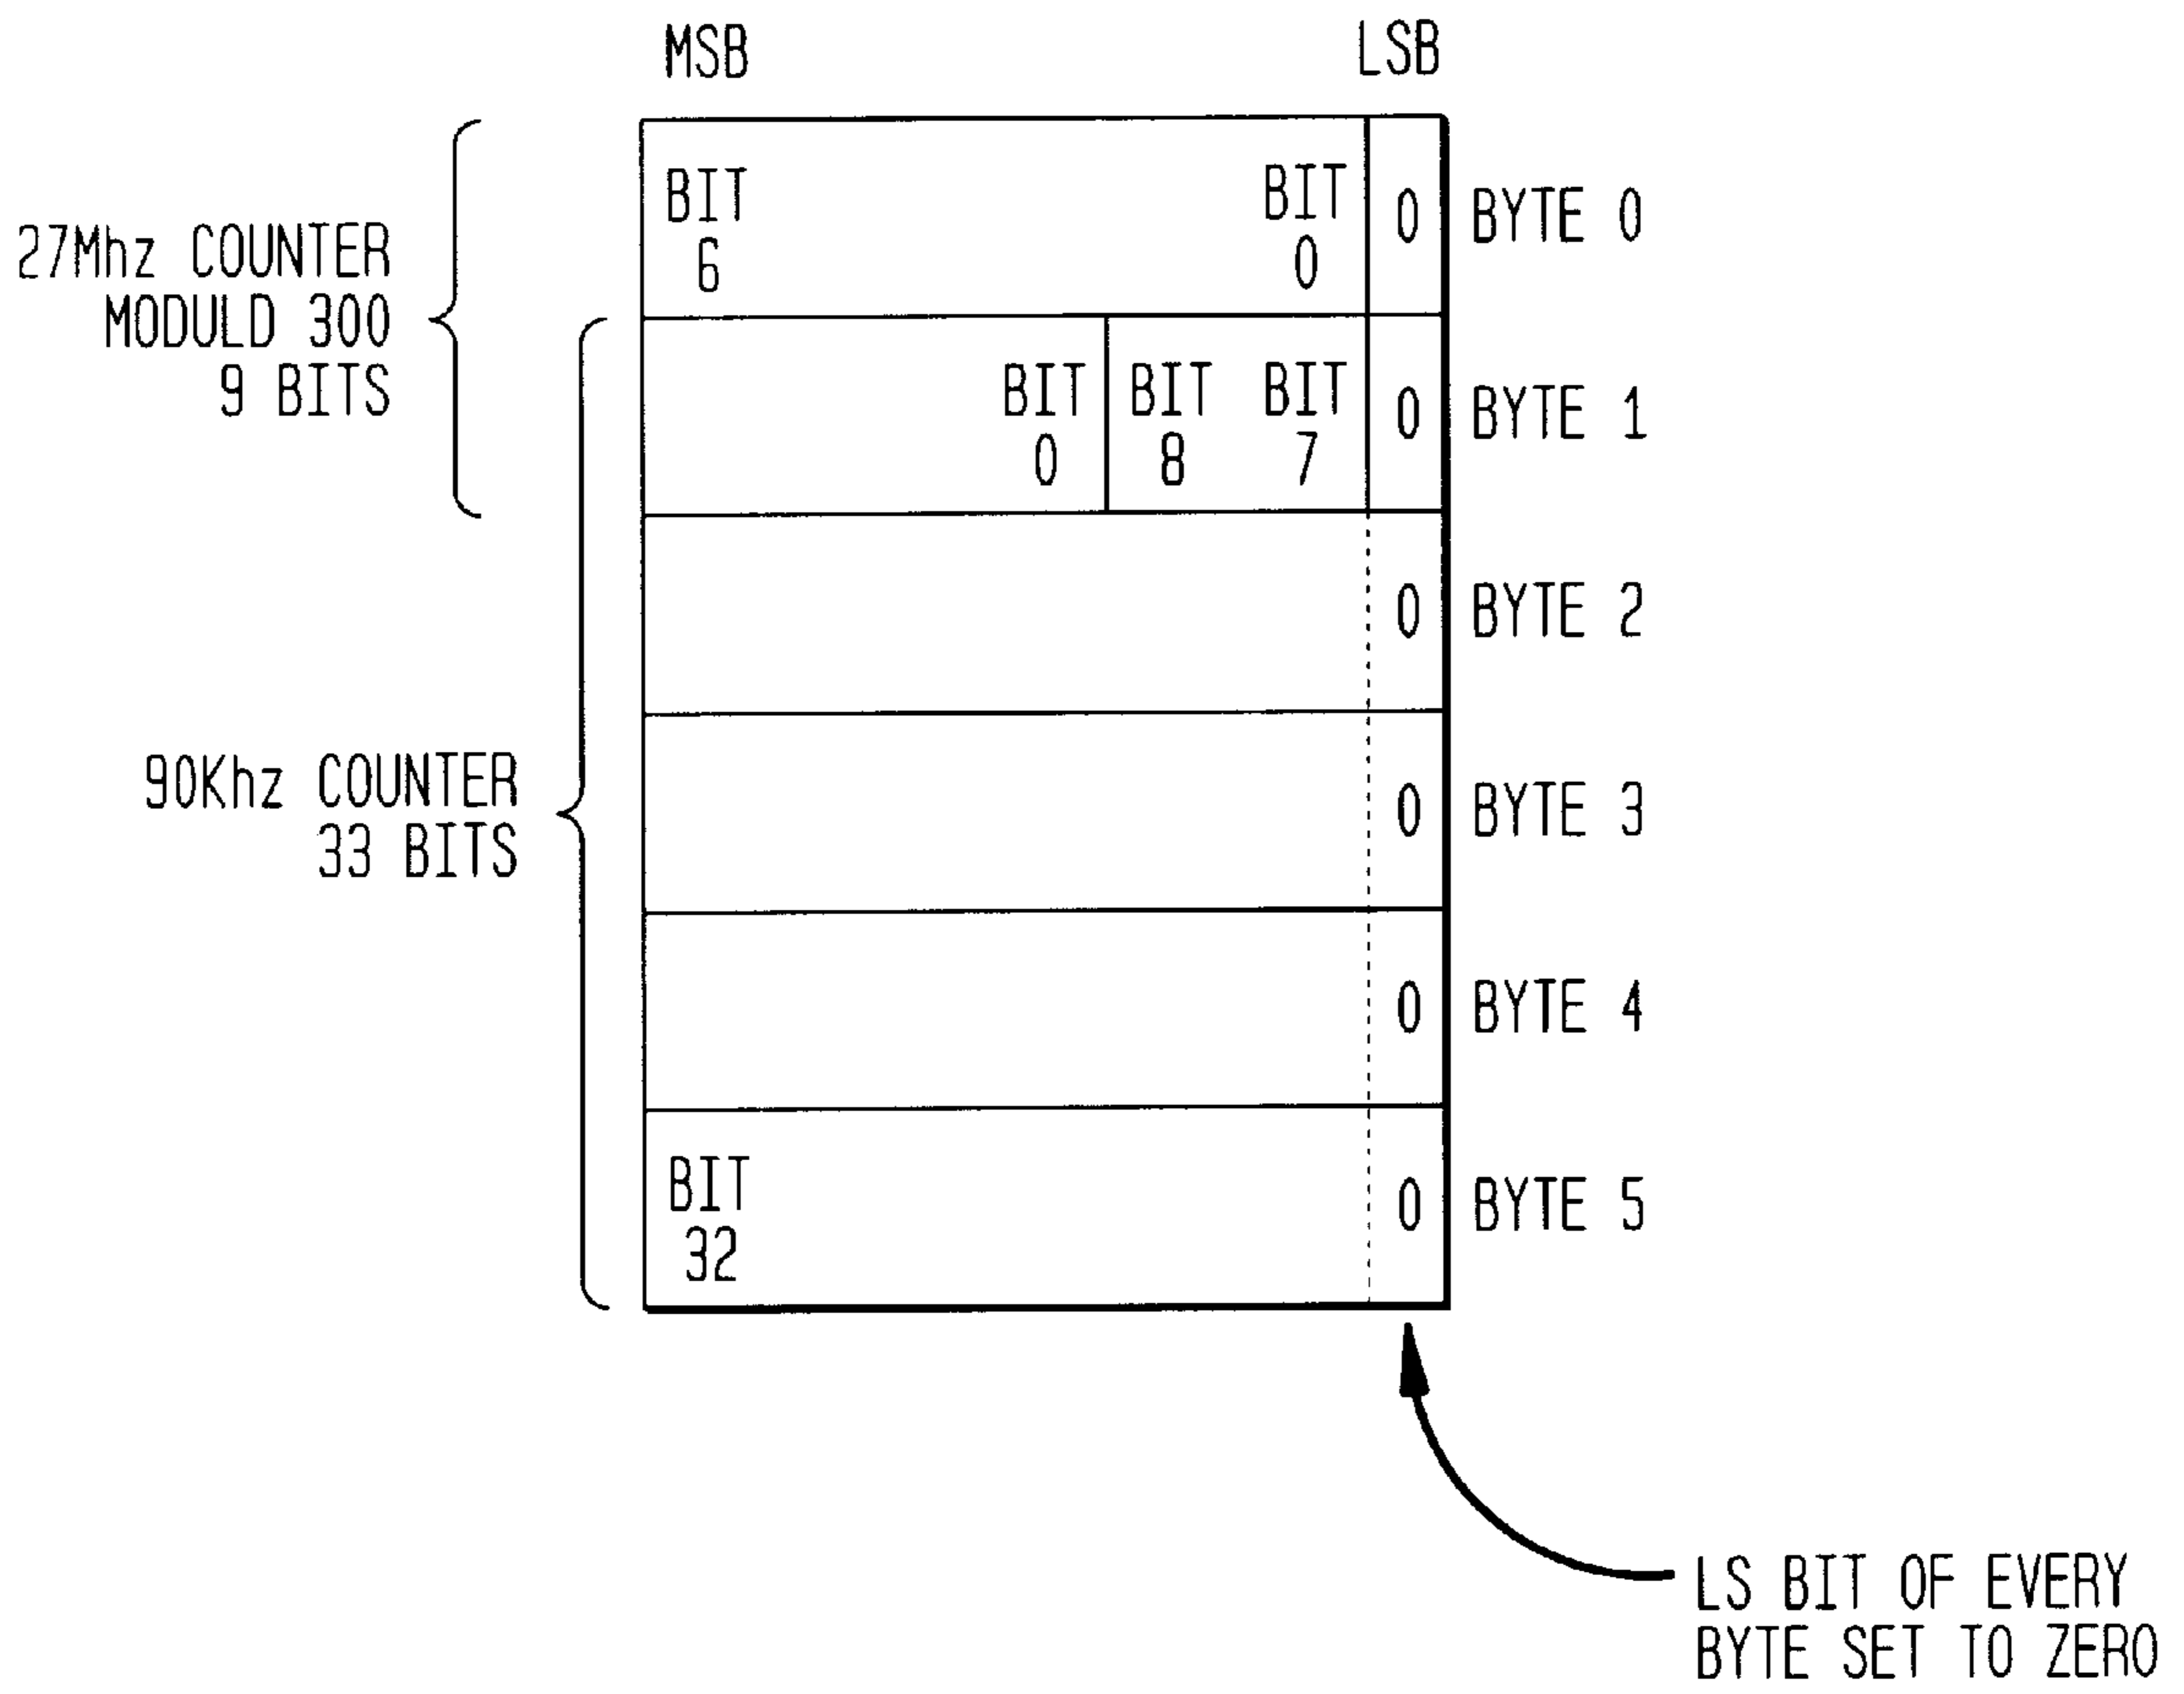 MSB
LSB
27Mhz COUNTER
MODULD 300
9 BITS
BIT
6
BIT
0
0
BYTE 0
BIT
0
BIT
8
BIT
7
0
BYTE 1
0
BYTE 2
90Khz COUNTER
33 BITS
0
BYTE 3
0
BYTE 4
BIT
32
0
BYTE 5
LS BIT OF EVERY
BYTE SET TO ZERO